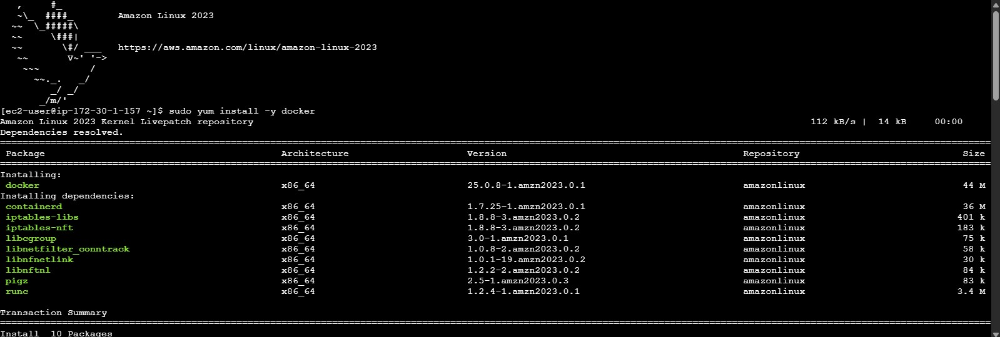 ,     #_
   ~\_  ####_        Amazon Linux 2023
  ~~  \_#####\
  ~~     \###|
  ~~       \#/ ___   https://aws.amazon.com/linux/amazon-linux-2023
   ~~       V~' '->
    ~~~         /
      ~~._.   _/
         _/ _/
       _/m/'
[ec2-user@ip-172-30-1-157 ~]$ sudo yum install -y docker
Amazon Linux 2023 Kernel Livepatch repository 112 kB/s | 14 kB 00:00
Dependencies resolved.
Package Architecture Version Repository Size
Installing:
docker x86_64 25.0.8-1.amzn2023.0.1 amazonlinux 44 M
Installing dependencies:
containerd x86_64 1.7.25-1.amzn2023.0.1 amazonlinux 36 M
iptables-libs x86_64 1.8.8-3.amzn2023.0.2 amazonlinux 401 k
iptables-nft x86_64 1.8.8-3.amzn2023.0.2 amazonlinux 183 k
libcgroup x86_64 3.0-1.amzn2023.0.1 amazonlinux 75 k
libnetfilter_conntrack x86_64 1.0.8-2.amzn2023.0.2 amazonlinux 58 k
libnfnetlink x86_64 1.0.1-19.amzn2023.0.2 amazonlinux 30 k
libnftnl x86_64 1.2.2-2.amzn2023.0.2 amazonlinux 84 k
pigz x86_64 2.5-1.amzn2023.0.3 amazonlinux 83 k
runc x86_64 1.2.4-1.amzn2023.0.1 amazonlinux 3.4 M
Transaction Summary
Install 10 Packages